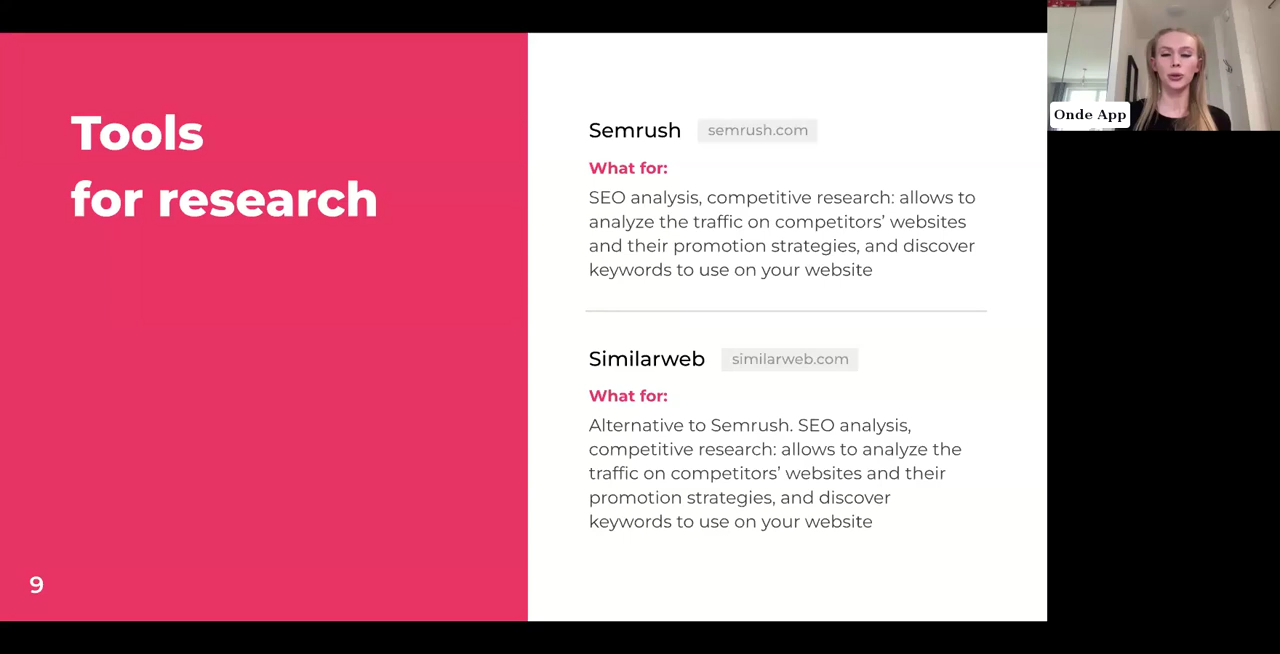 Tools
for research
9
Semrush semrush.com
What for:
SEO analysis, competitive research: allows to
analyze the traffic on competitors’ websites
and their promotion strategies, and discover
keywords to use on your website
Similarweb similarweb.com
What for:
Alternative to Semrush. SEO analysis,
competitive research: allows to analyze the
traffic on competitors’ websites and their
promotion strategies, and discover
keywords to use on your website
Onde App